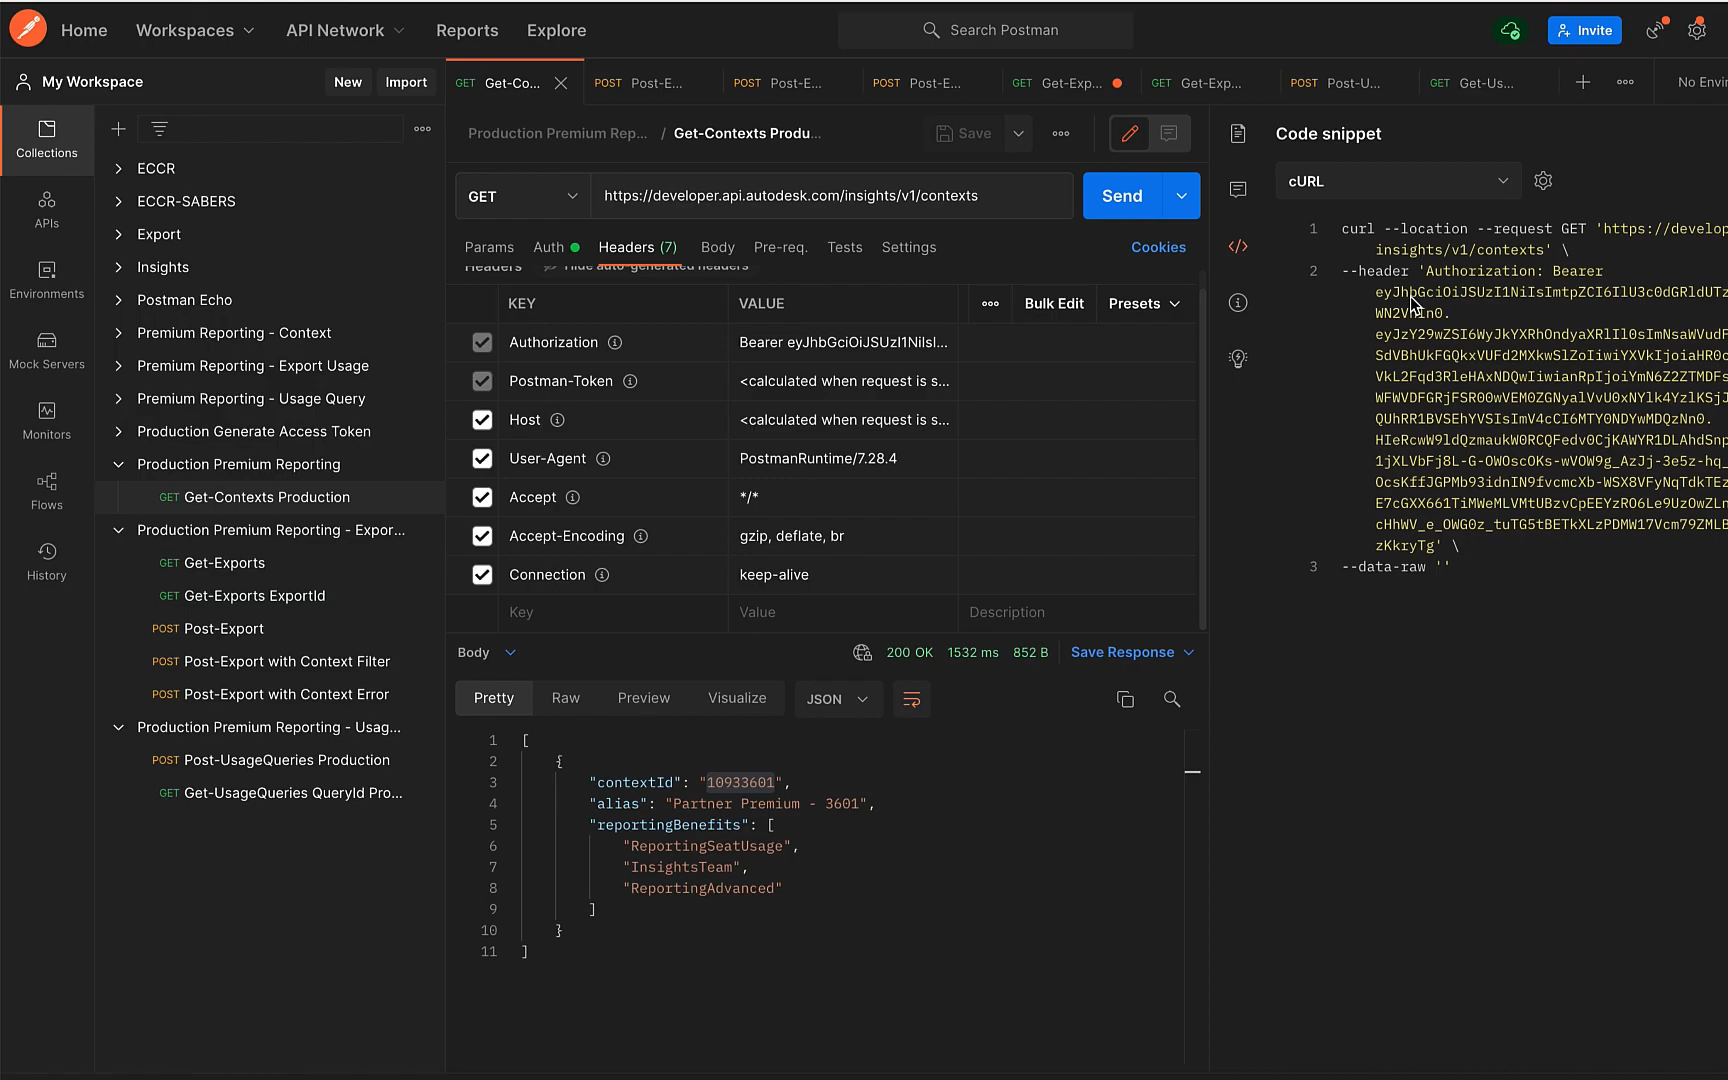 Home
Workspaces
API Network
Reports
Explore
Search Postman
Invite
My Workspace
New
Import
GET Get-Co...
POST Post-E...
POST Post-E...
POST Post-E...
GET Get-Exp...
GET Get-Exp...
POST Post-U...
GET Get-Us...
No Envi
Collections
APIs
Environments
Mock Servers
Monitors
Flows
History
ECCR
ECCR-SABERS
Export
Insights
Postman Echo
Premium Reporting - Context
Premium Reporting - Export Usage
Premium Reporting - Usage Query
Production Generate Access Token
Production Premium Reporting
GET Get-Contexts Production
Production Premium Reporting - Expor...
GET Get-Exports
GET Get-Exports ExportId
POST Post-Export
POST Post-Export with Context Filter
POST Post-Export with Context Error
Production Premium Reporting - Usag...
POST Post-UsageQueries Production
GET Get-UsageQueries QueryId Pro...
Production Premium Rep... / Get-Contexts Produ...
Save
GET
https://developer.api.autodesk.com/insights/v1/contexts
Send
Params
Auth
Headers (7)
Body
Pre-req.
Tests
Settings
Cookies
Headers
Hide auto-generated headers
KEY VALUE
Bulk Edit
Presets
Authorization Bearer eyJhbGciOiJSUzI1NiIsI...
Postman-Token <calculated when request is s...
Host <calculated when request is s...
User-Agent PostmanRuntime/7.28.4
Accept */*
Accept-Encoding gzip, deflate, br
Connection keep-alive
Key Value Description
Body
200 OK 1532 ms 852 B
Save Response
Pretty
Raw
Preview
Visualize
JSON
1 [
2 {
3 "contextId": "10933601",
4 "alias": "Partner Premium - 3601",
5 "reportingBenefits": [
6 "ReportingSeatUsage",
7 "InsightsTeam",
8 "ReportingAdvanced"
9 ]
10 }
11 ]
Code snippet
cURL
1 curl --location --request GET 'https://develop
insights/v1/contexts' \
2 --header 'Authorization: Bearer
3 --data-raw ''